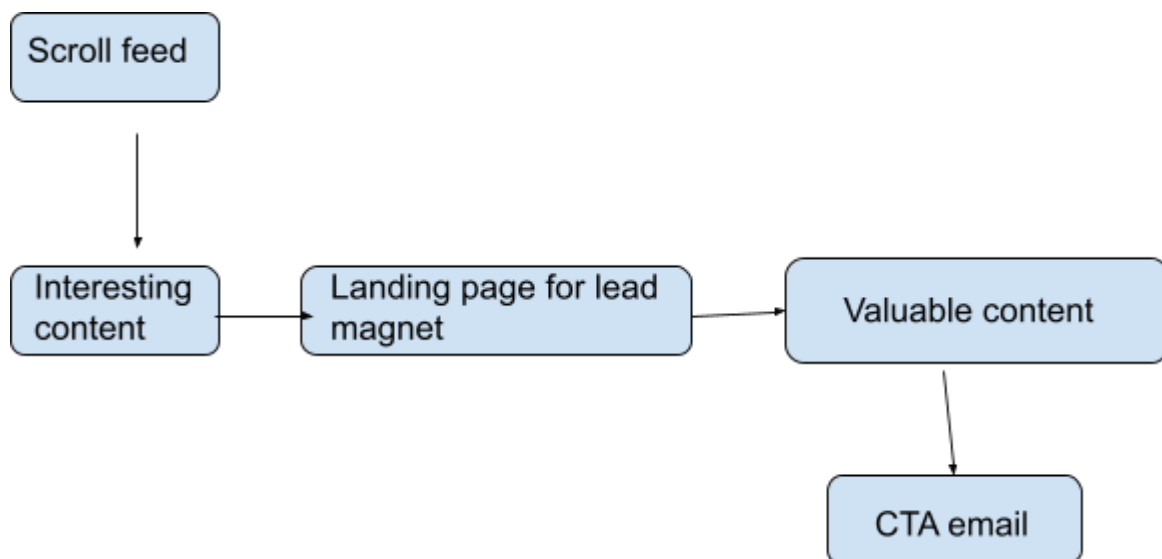 Scroll feed
Interesting
content
Landing page for lead
magnet
Valuable content
CTA email